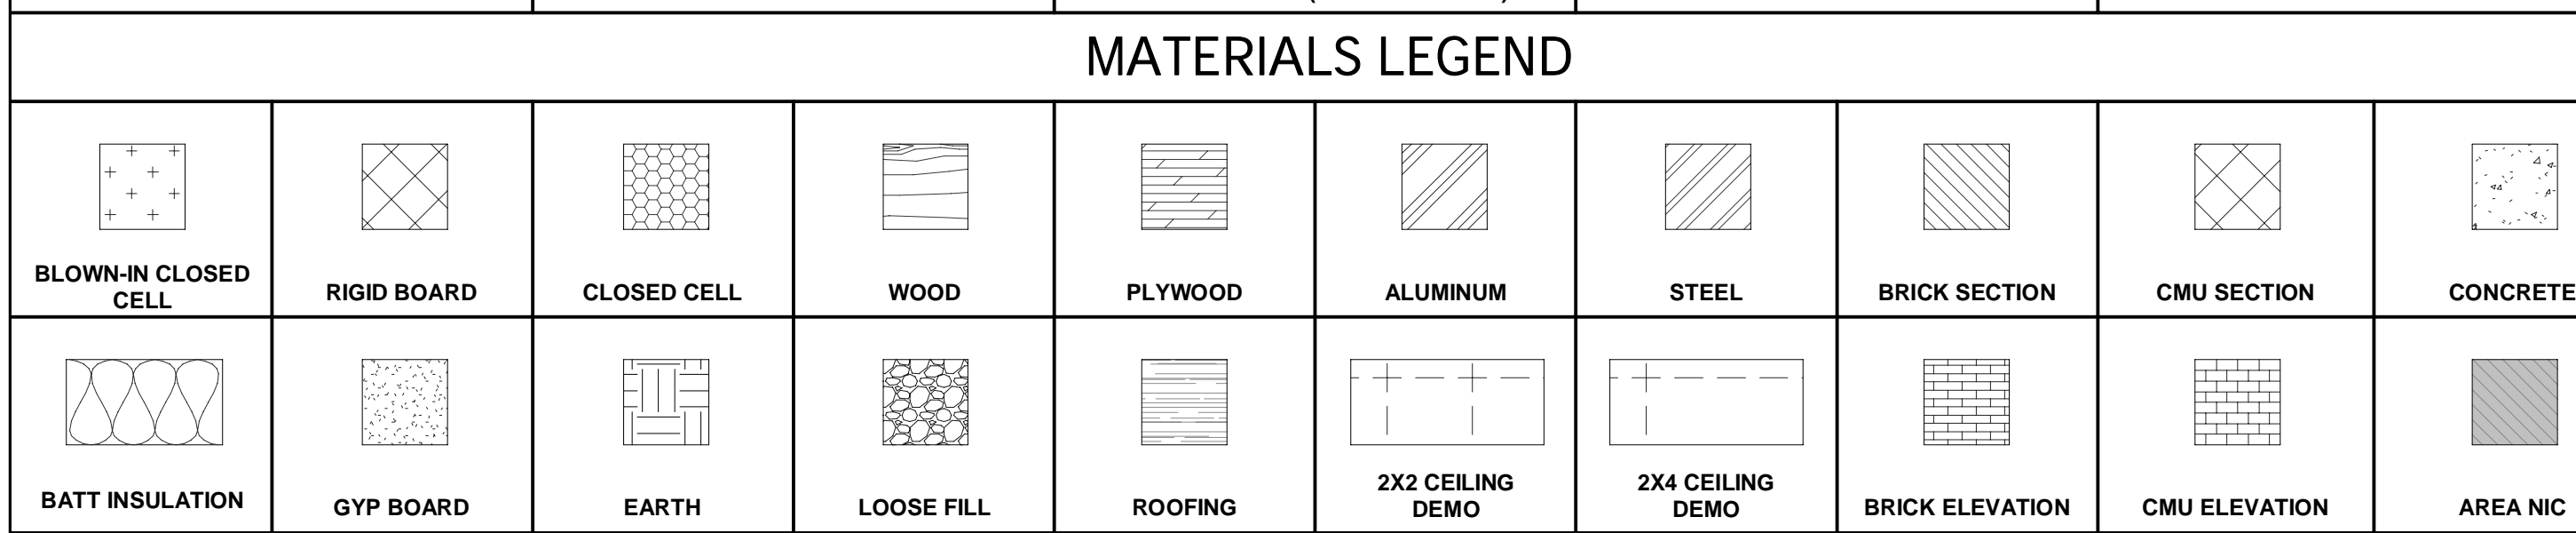 MATERIALS LEGEND
BLOWN-IN CLOSED
CELL
RIGID BOARD
CLOSED CELL
WOOD
PLYWOOD
ALUMINUM
STEEL
BRICK SECTION
CMU SECTION
CONCRETE
BATT INSULATION
GYP BOARD
EARTH
LOOSE FILL
ROOFING
2X2 CEILING
DEMO
2X4 CEILING
DEMO
BRICK ELEVATION
CMU ELEVATION
AREA NIC